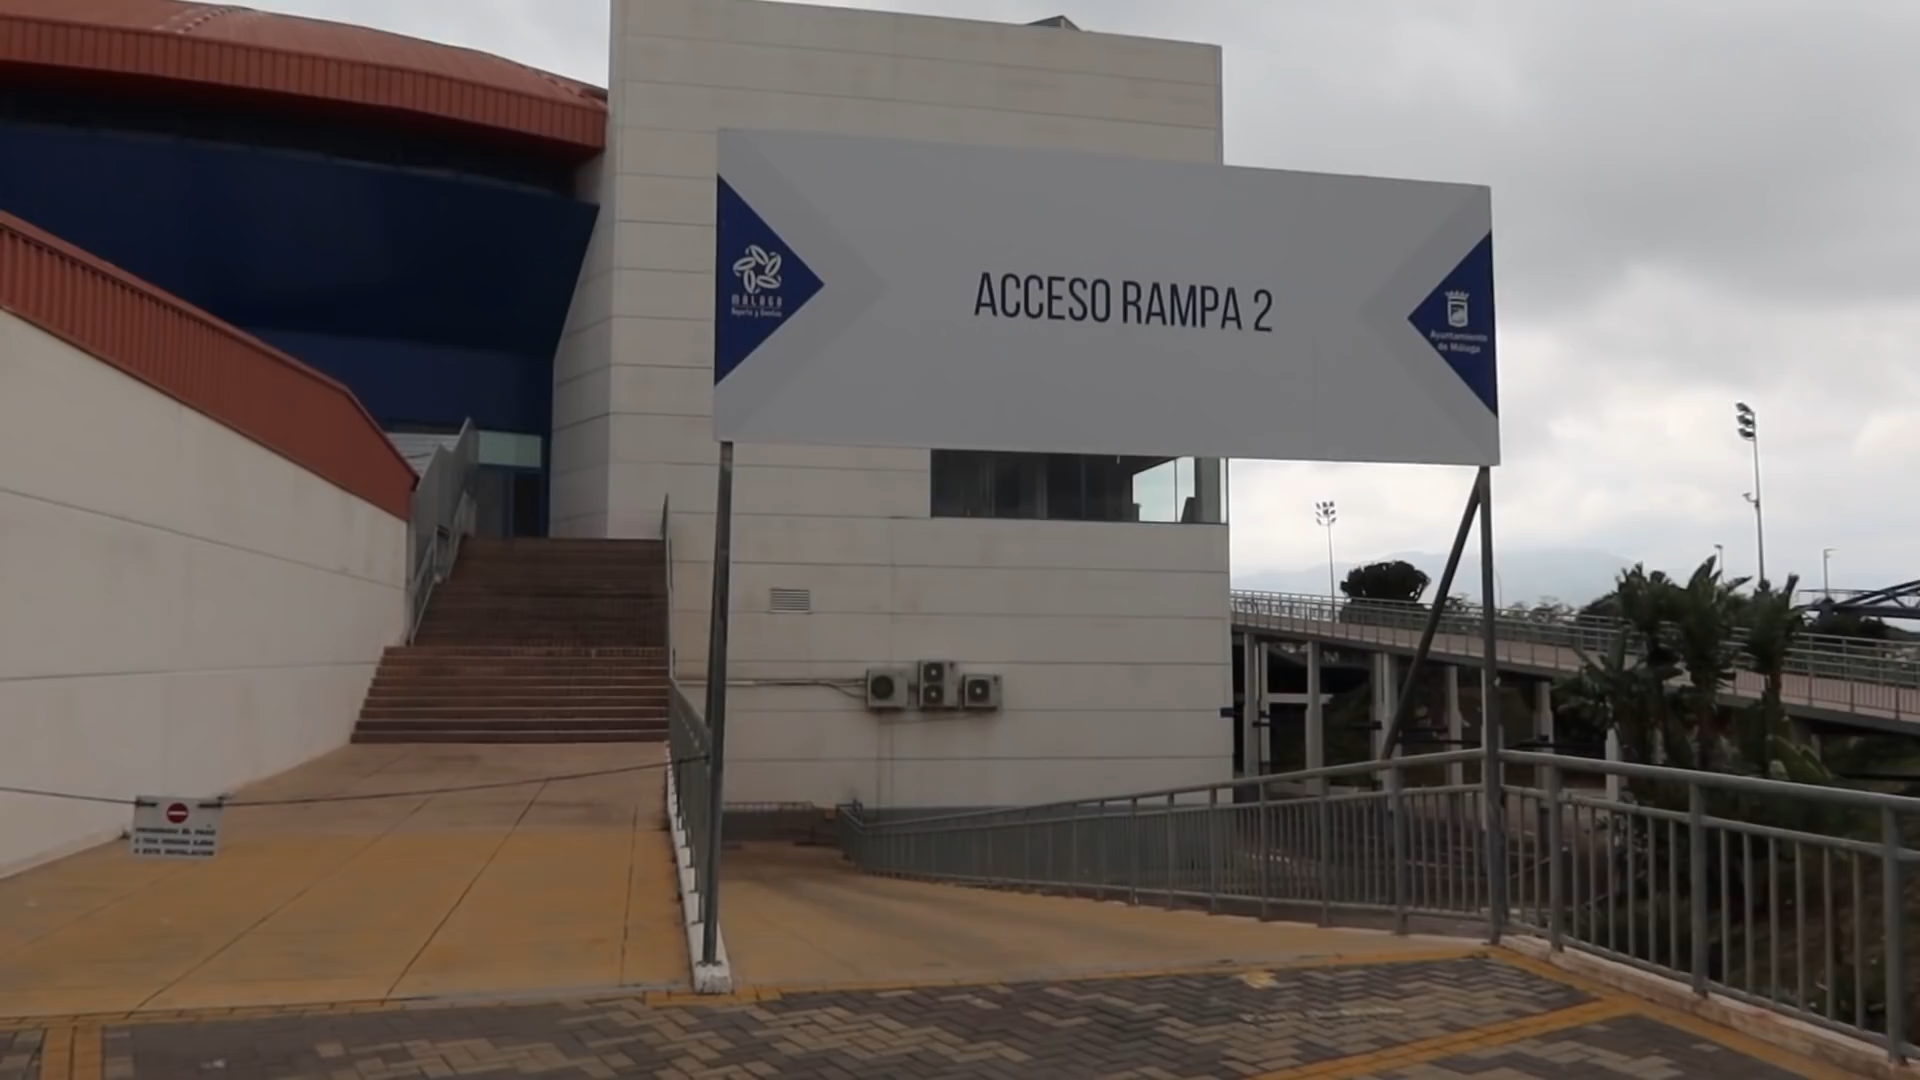 ACCESO RAMPA 2
MÁLAGA
Deporte y Eventos
Ayuntamiento
de Málaga